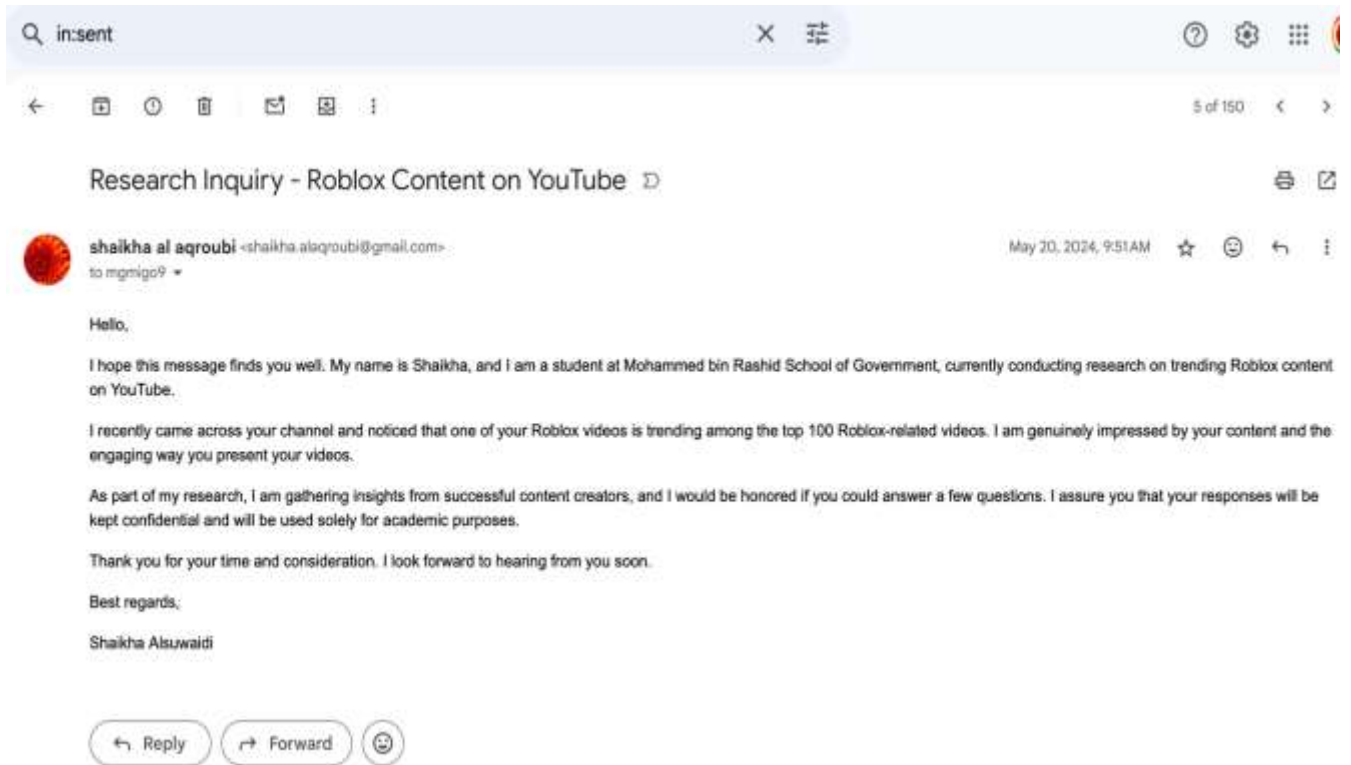 in:sent
5 of 150
Research Inquiry - Roblox Content on YouTube
shaikha al aqroubi <shaikha.alaqroubi@gmail.com>
May 20, 2024, 9:51 AM
to mgmigo9
Hello,
I hope this message finds you well. My name is Shaikha, and I am a student at Mohammed bin Rashid School of Government, currently conducting research on trending Roblox content
on YouTube.
I recently came across your channel and noticed that one of your Roblox videos is trending among the top 100 Roblox-related videos. I am genuinely impressed by your content and the
engaging way you present your videos.
As part of my research, I am gathering insights from successful content creators, and I would be honored if you could answer a few questions. I assure you that your responses will be
kept confidential and will be used solely for academic purposes.
Thank you for your time and consideration. I look forward to hearing from you soon.
Best regards,
Shaikha Alsuwaidi
Reply
Forward